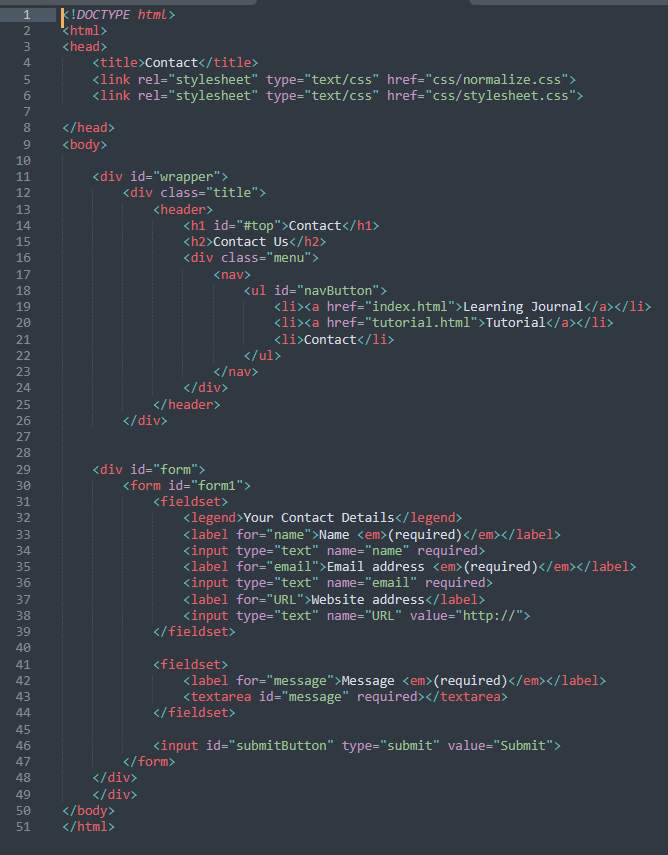 1 <!DOCTYPE html>
2 <html>
3 <head>
4     <title>Contact</title>
5     <link rel="stylesheet" type="text/css" href="css/normalize.css">
6     <link rel="stylesheet" type="text/css" href="css/stylesheet.css">
7
8 </head>
9 <body>
10
11     <div id="wrapper">
12         <div class="title">
13             <header>
14                 <h1 id="#top">Contact</h1>
15                 <h2>Contact Us</h2>
16                 <div class="menu">
17                     <nav>
18                         <ul id="navButton">
19                             <li><a href="index.html">Learning Journal</a></li>
20                             <li><a href="tutorial.html">Tutorial</a></li>
21                             <li>Contact</li>
22                         </ul>
23                     </nav>
24                 </div>
25             </header>
26         </div>
27
28
29     <div id="form">
30         <form id="form1">
31             <fieldset>
32                 <legend>Your Contact Details</legend>
33                 <label for="name">Name <em>(required)</em></label>
34                 <input type="text" name="name" required>
35                 <label for="email">Email address <em>(required)</em></label>
36                 <input type="text" name="email" required>
37                 <label for="URL">Website address</label>
38                 <input type="text" name="URL" value="http://">
39             </fieldset>
40
41             <fieldset>
42                 <label for="message">Message <em>(required)</em></label>
43                 <textarea id="message" required></textarea>
44             </fieldset>
45
46             <input id="submitButton" type="submit" value="Submit">
47         </form>
48     </div>
49     </div>
50 </body>
51 </html>